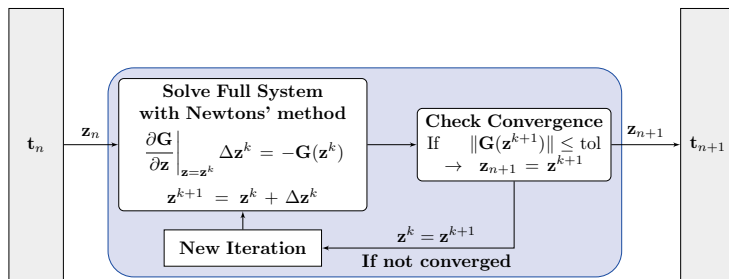 t_n
z_n
Solve Full System
with Newtons' method
∂G/∂z|_{z=z^k} Δz^k = −G(z^k)
z^{k+1} = z^k + Δz^k
Check Convergence
If ‖G(z^{k+1})‖ ≤ tol
→ z_{n+1} = z^{k+1}
z_{n+1}
t_{n+1}
z^k = z^{k+1}
If not converged
New Iteration